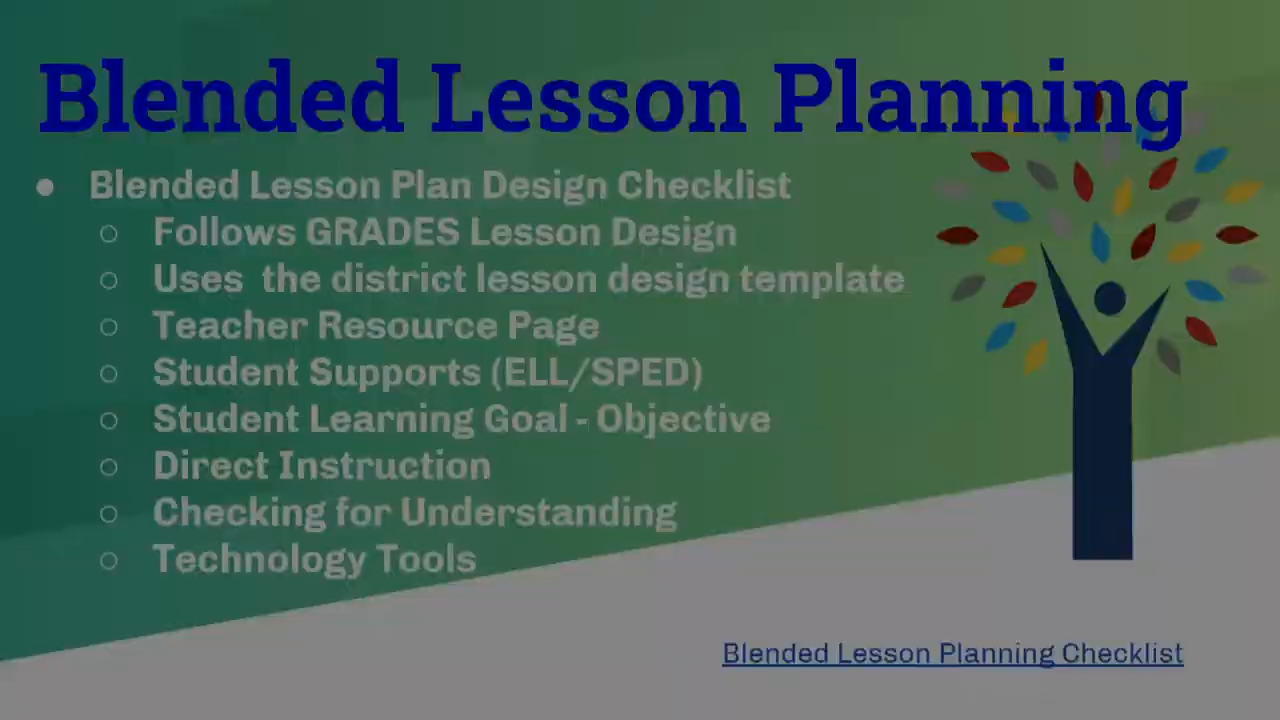 Blended Lesson Planning
● Blended Lesson Plan Design Checklist
○ Follows GRADES Lesson Design
○ Uses the district lesson design template
○ Teacher Resource Page
○ Student Supports (ELL/SPED)
○ Student Learning Goal - Objective
○ Direct Instruction
○ Checking for Understanding
○ Technology Tools
Blended Lesson Planning Checklist